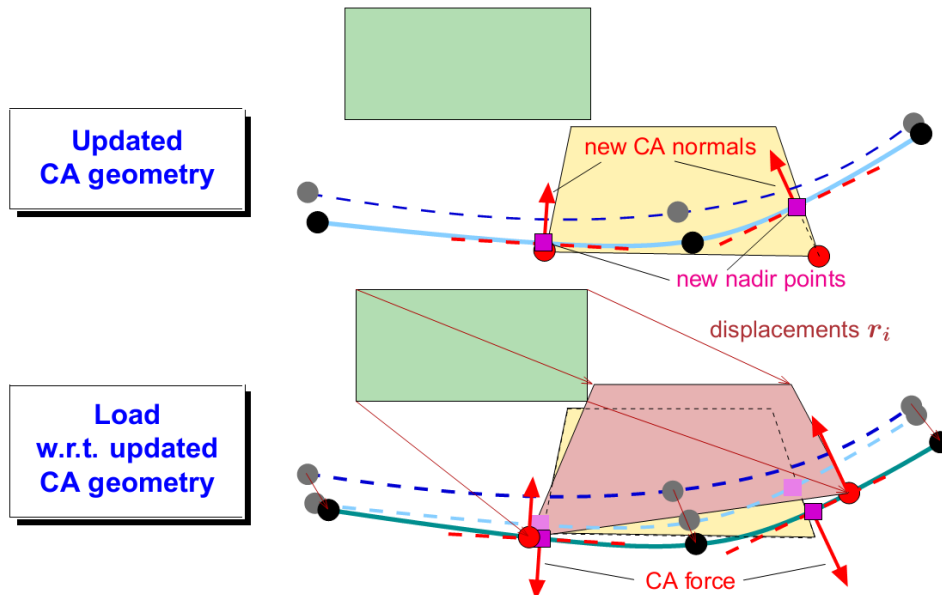 Updated
CA geometry
new CA normals
new nadir points
displacements r_i
Load
w.r.t. updated
CA geometry
CA force